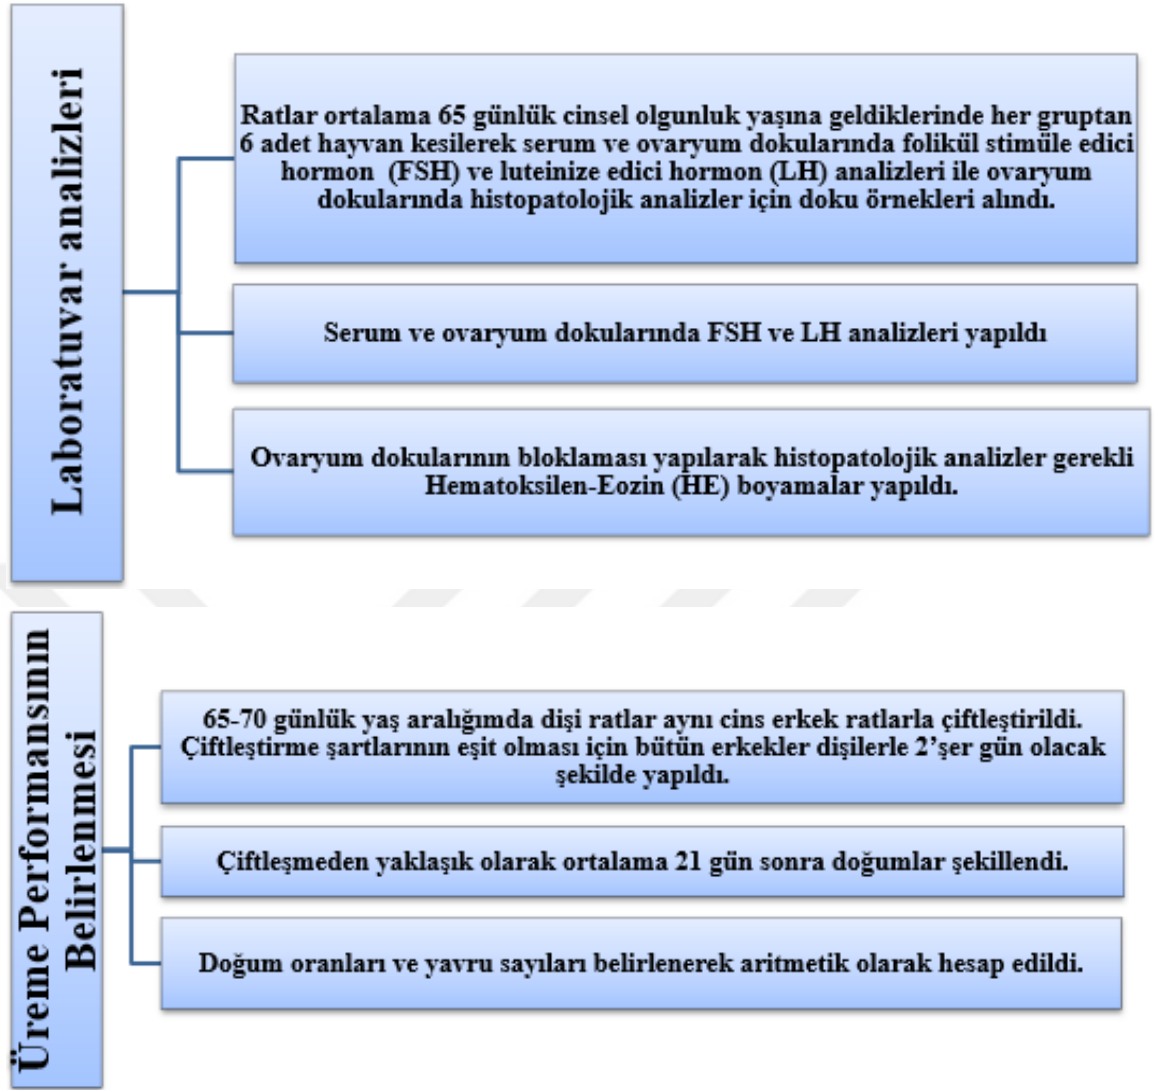 Laboratuvar analizleri
Ratlar ortalama 65 günlük cinsel olgunluk yaşına geldiklerinde her gruptan
6 adet hayvan kesilerek serum ve ovaryum dokularında folikül stimüle edici
hormon (FSH) ve luteinize edici hormon (LH) analizleri ile ovaryum
dokularında histopatolojik analizler için doku örnekleri alındı.
Serum ve ovaryum dokularında FSH ve LH analizleri yapıldı
Ovaryum dokularının bloklaması yapılarak histopatolojik analizler gerekli
Hematoksilen-Eozin (HE) boyamalar yapıldı.
Üreme Performansının
Belirlenmesi
65-70 günlük yaş aralığımda dişi ratlar aynı cins erkek ratlarla çiftleştirildi.
Çiftleştirme şartlarının eşit olması için bütün erkekler dişilerle 2’şer gün olacak
şekilde yapıldı.
Çiftleşmeden yaklaşık olarak ortalama 21 gün sonra doğumlar şekillendi.
Doğum oranları ve yavru sayıları belirlenerek aritmetik olarak hesap edildi.